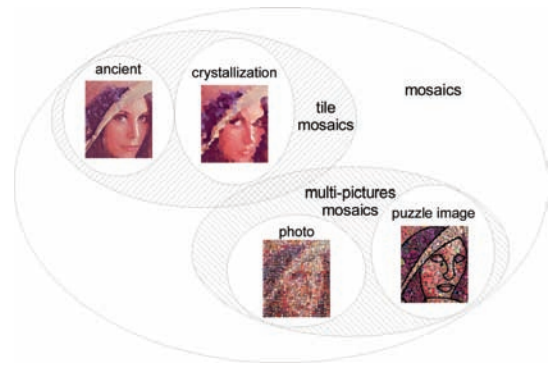 ancient
crystallization
mosaics
tile
mosaics
multi-pictures
mosaics
puzzle image
photo